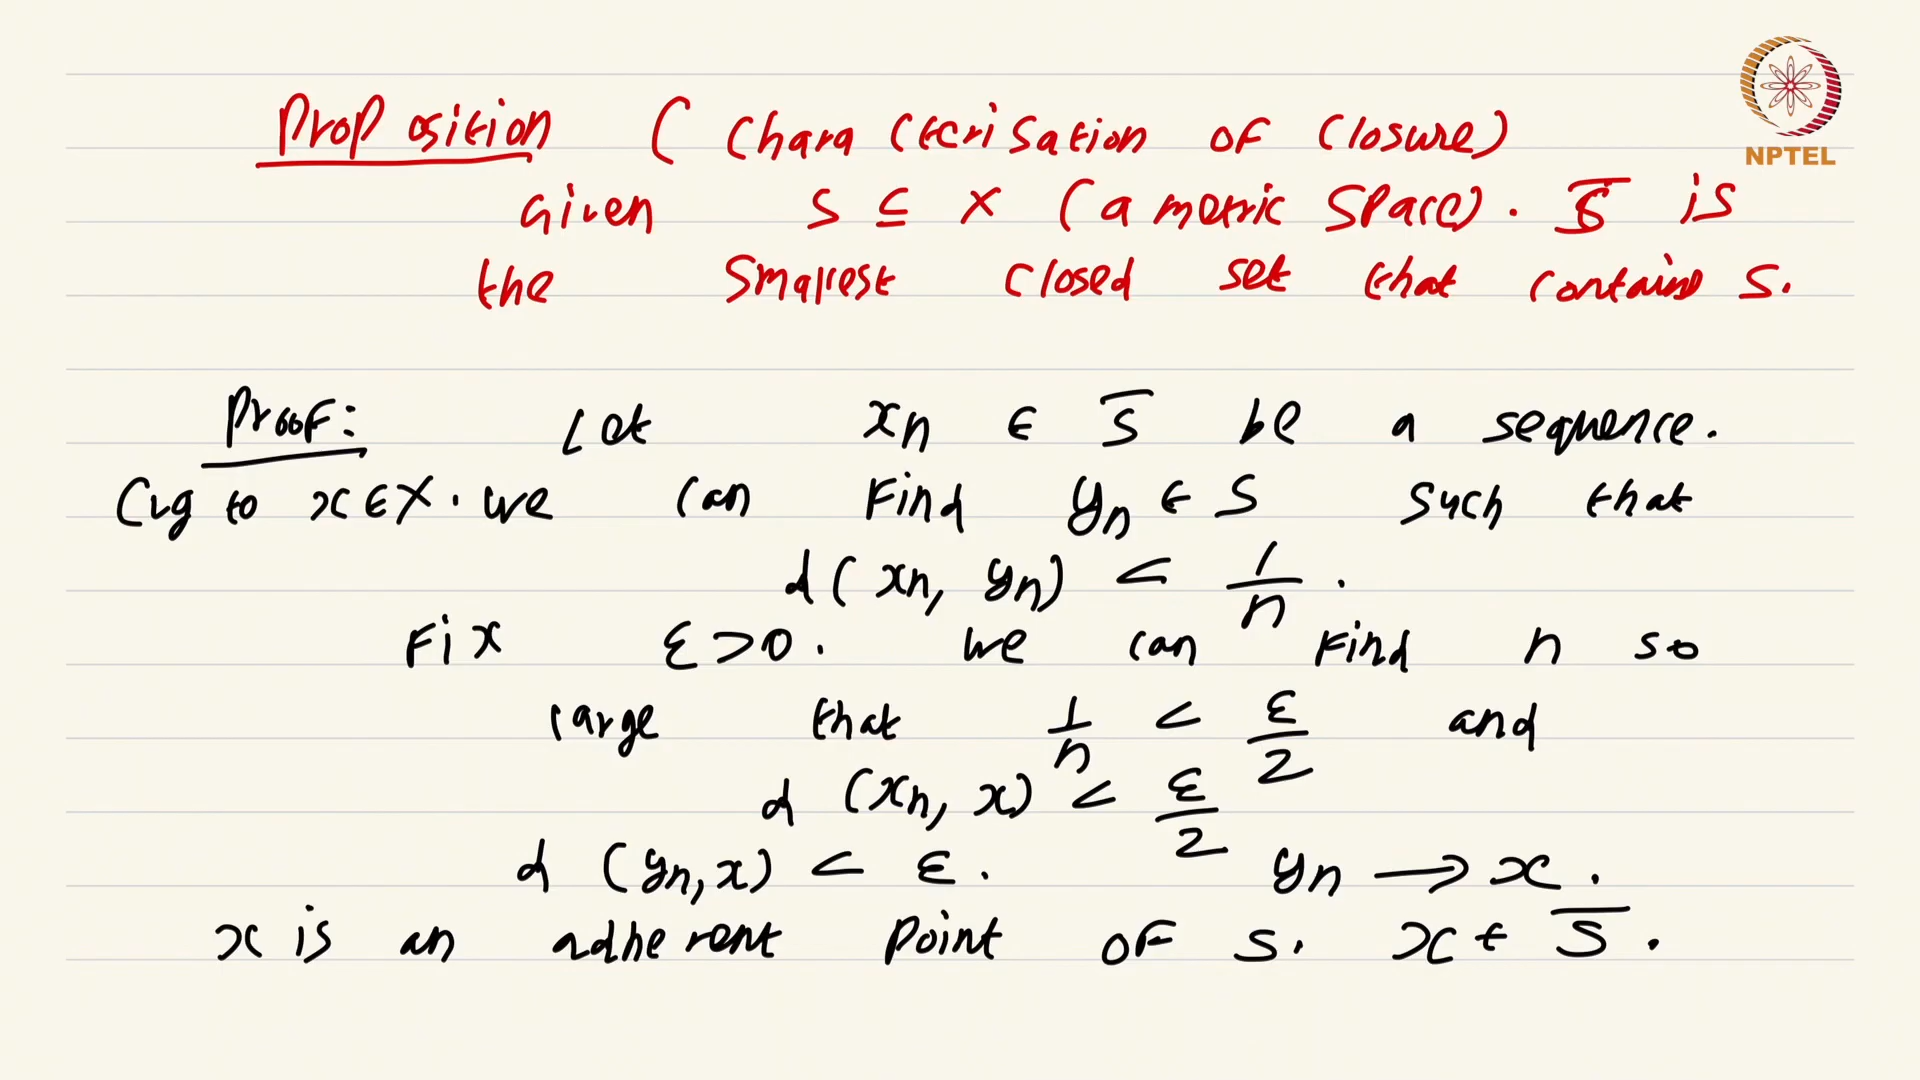 NPTEL
Proposition ( Characterisation of closure)
Given S ⊆ X (a metric space). S̅ is
the smallest closed set that contains S.
Proof: Let xₙ ∈ S̅ be a sequence.
Cvg to x ∈ X. we can find yₙ ∈ S such that
d(xₙ, yₙ) < 1/n.
Fix ε > 0. we can find n so
large that 1/n < ε/2 and
d (xₙ, x) < ε/2
d (yₙ, x) < ε. yₙ → x.
x is an adherent point of S. x ∈ S̅.